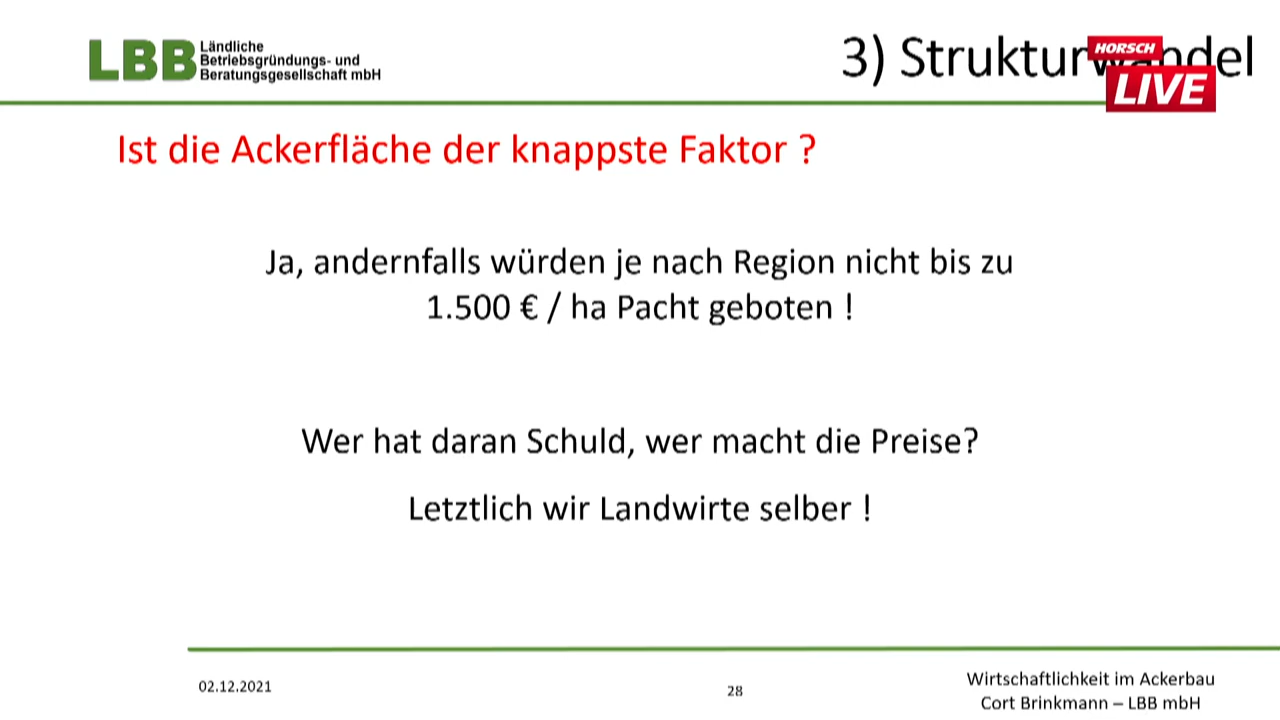 LBB
Ländliche
Betriebsgründungs- und
Beratungsgesellschaft mbH
3) Strukturwandel
HORSCH
LIVE
Ist die Ackerfläche der knappste Faktor ?
Ja, andernfalls würden je nach Region nicht bis zu
1.500 € / ha Pacht geboten !
Wer hat daran Schuld, wer macht die Preise?
Letztlich wir Landwirte selber !
02.12.2021
28
Wirtschaftlichkeit im Ackerbau
Cort Brinkmann – LBB mbH